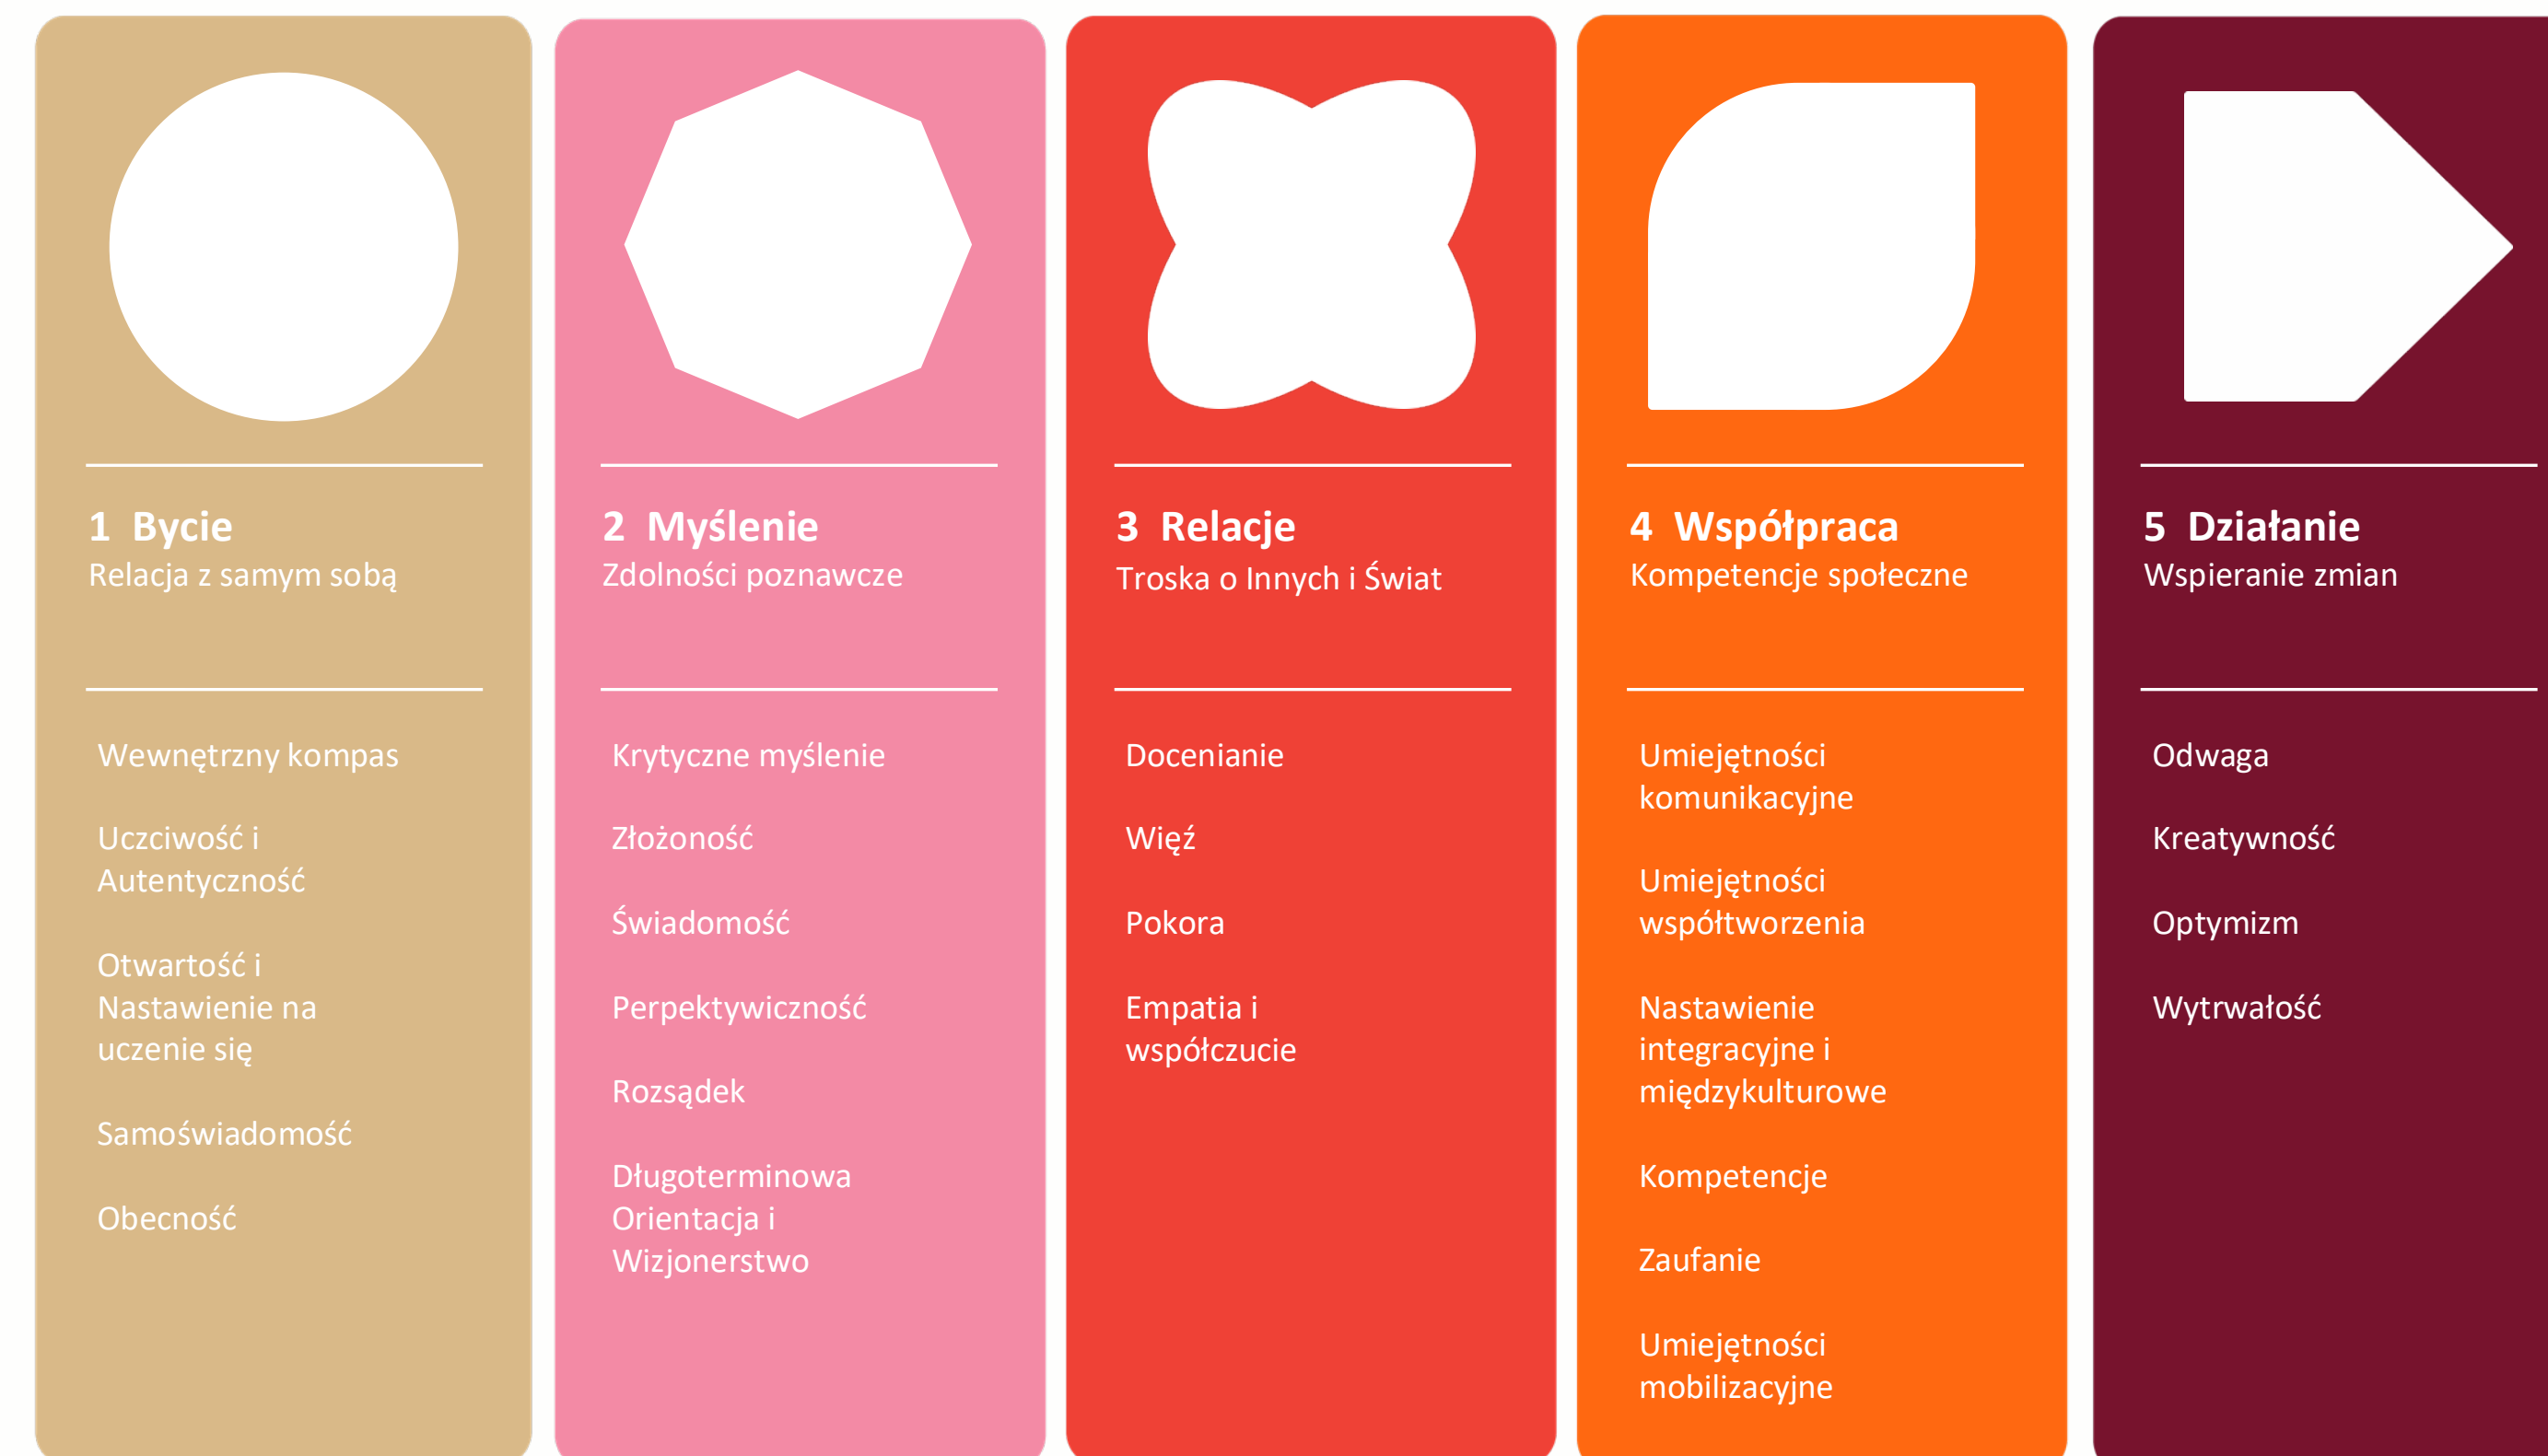 1 Bycie
Relacja z samym sobą
Wewnętrzny kompas
Uczciwość i
Autentyczność
Otwartość i
Nastawienie na
uczenie się
Samoświadomość
Obecność
2 Myślenie
Zdolności poznawcze
Krytyczne myślenie
Złożoność
Świadomość
Perpektywiczność
Rozsądek
Długoterminowa
Orientacja i
Wizjonerstwo
3 Relacje
Troska o Innych i Świat
Docenianie
Więź
Pokora
Empatia i
współczucie
4 Współpraca
Kompetencje społeczne
Umiejętności
komunikacyjne
Umiejętności
współtworzenia
Nastawienie
integracyjne i
międzykulturowe
Kompetencje
Zaufanie
Umiejętności
mobilizacyjne
5 Działanie
Wspieranie zmian
Odwaga
Kreatywność
Optymizm
Wytrwałość